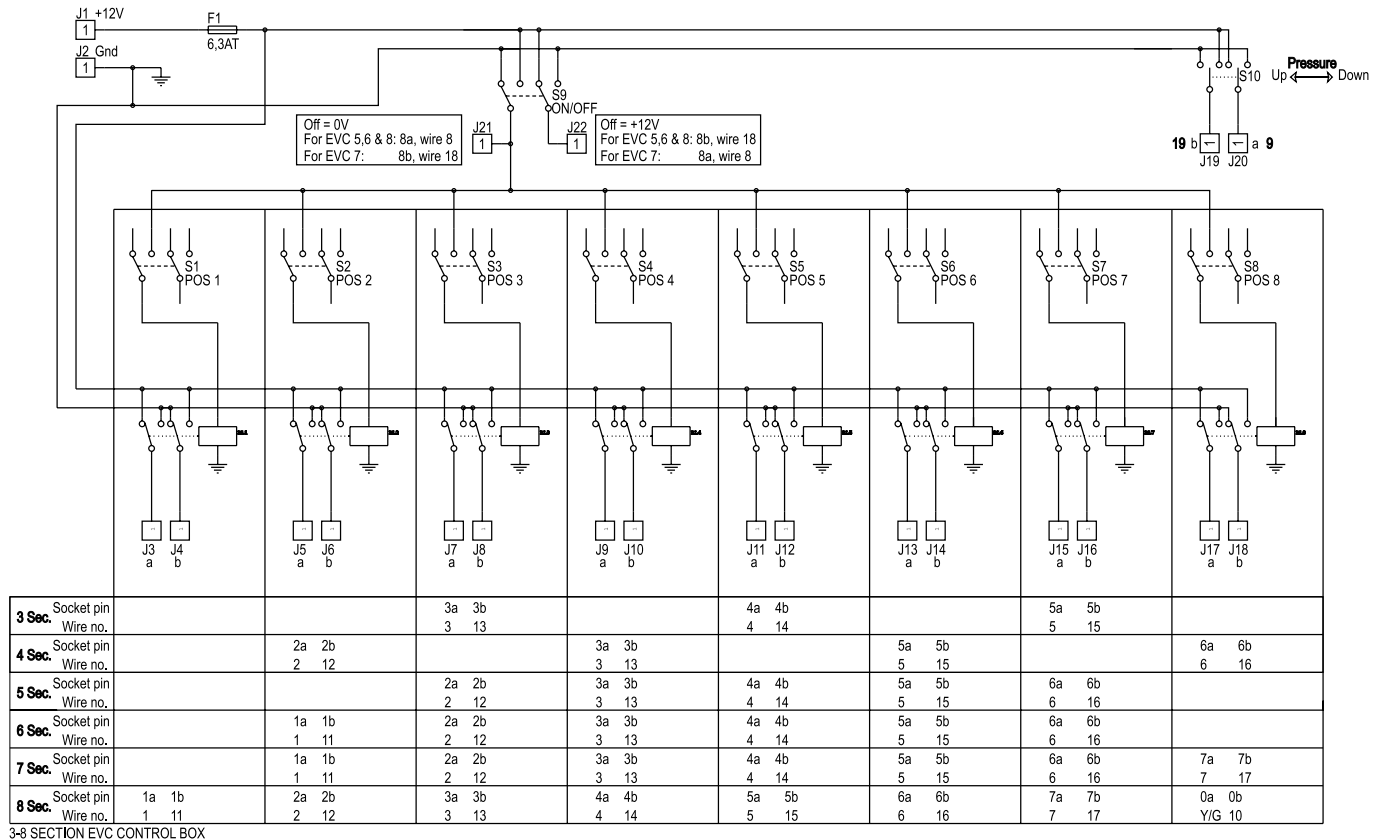 J1 +12V
1
F1
6,3AT
J2 Gnd
1
S9
ON/OFF
S10
Pressure
Up Down
Off = 0V
For EVC 5,6 & 8: 8a, wire 8
For EVC 7: 8b, wire 18
J21
1
J22
1
Off = +12V
For EVC 5,6 & 8: 8b, wire 18
For EVC 7: 8a, wire 8
19 b 1 1 a 9
J19 J20
S1 S2 S3 S4 S5 S6 S7 S8
POS 1 POS 2 POS 3 POS 4 POS 5 POS 6 POS 7 POS 8
J3 J4 J5 J6 J7 J8 J9 J10 J11 J12 J13 J14 J15 J16 J17 J18
a b a b a b a b a b a b a b a b
3 Sec. Socket pin 3a 3b 4a 4b 5a 5b
Wire no. 3 13 4 14 5 15
4 Sec. Socket pin 2a 2b 3a 3b 5a 5b 6a 6b
Wire no. 2 12 3 13 5 15 6 16
5 Sec. Socket pin 2a 2b 3a 3b 4a 4b 5a 5b 6a 6b
Wire no. 2 12 3 13 4 14 5 15 6 16
6 Sec. Socket pin 1a 1b 2a 2b 3a 3b 4a 4b 5a 5b 6a 6b
Wire no. 1 11 2 12 3 13 4 14 5 15 6 16
7 Sec. Socket pin 1a 1b 2a 2b 3a 3b 4a 4b 5a 5b 6a 6b 7a 7b
Wire no. 1 11 2 12 3 13 4 14 5 15 6 16 7 17
8 Sec. Socket pin 1a 1b 2a 2b 3a 3b 4a 4b 5a 5b 6a 6b 7a 7b 0a 0b
Wire no. 1 11 2 12 3 13 4 14 5 15 6 16 7 17 Y/G 10
3-8 SECTION EVC CONTROL BOX